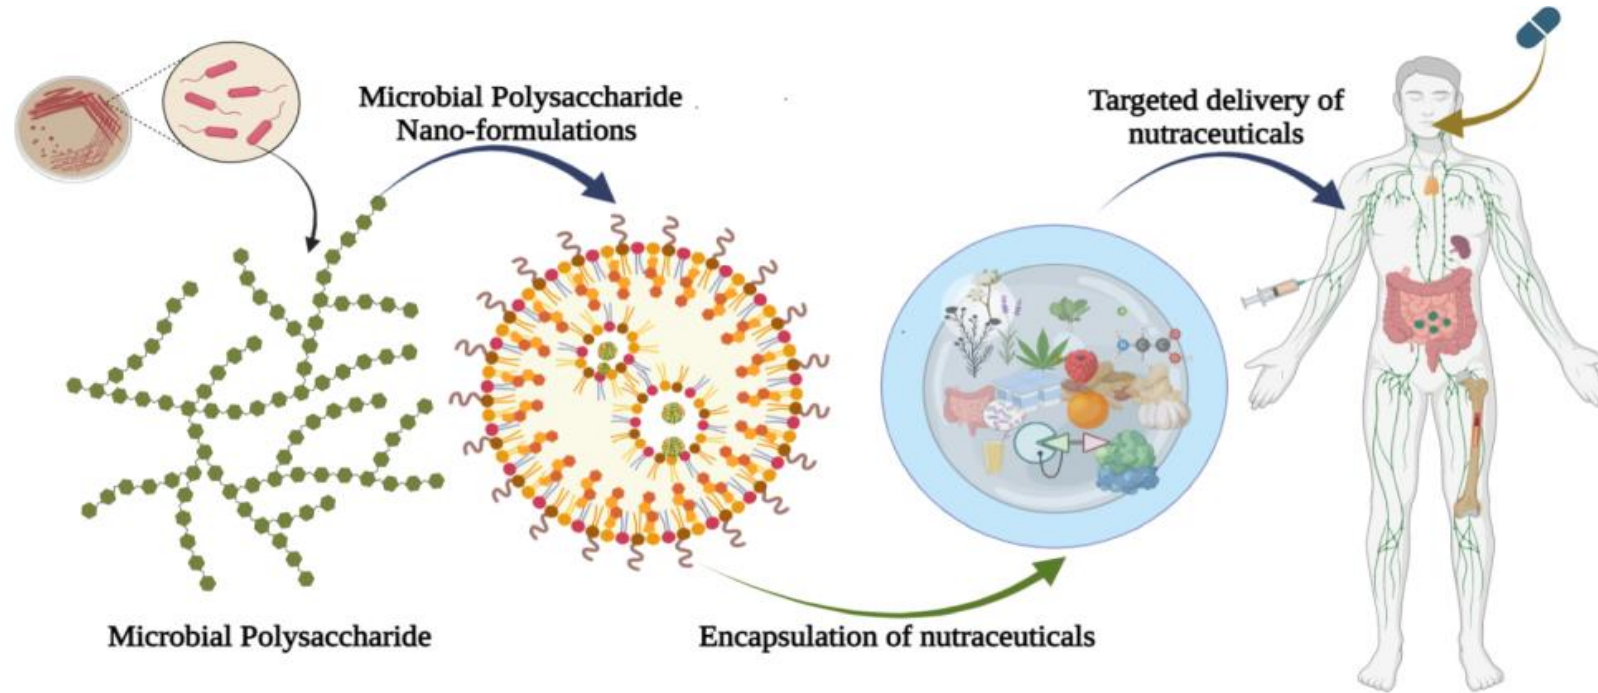 Microbial Polysaccharide
Nano-formulations
Targeted delivery of
nutraceuticals
Microbial Polysaccharide
Encapsulation of nutraceuticals